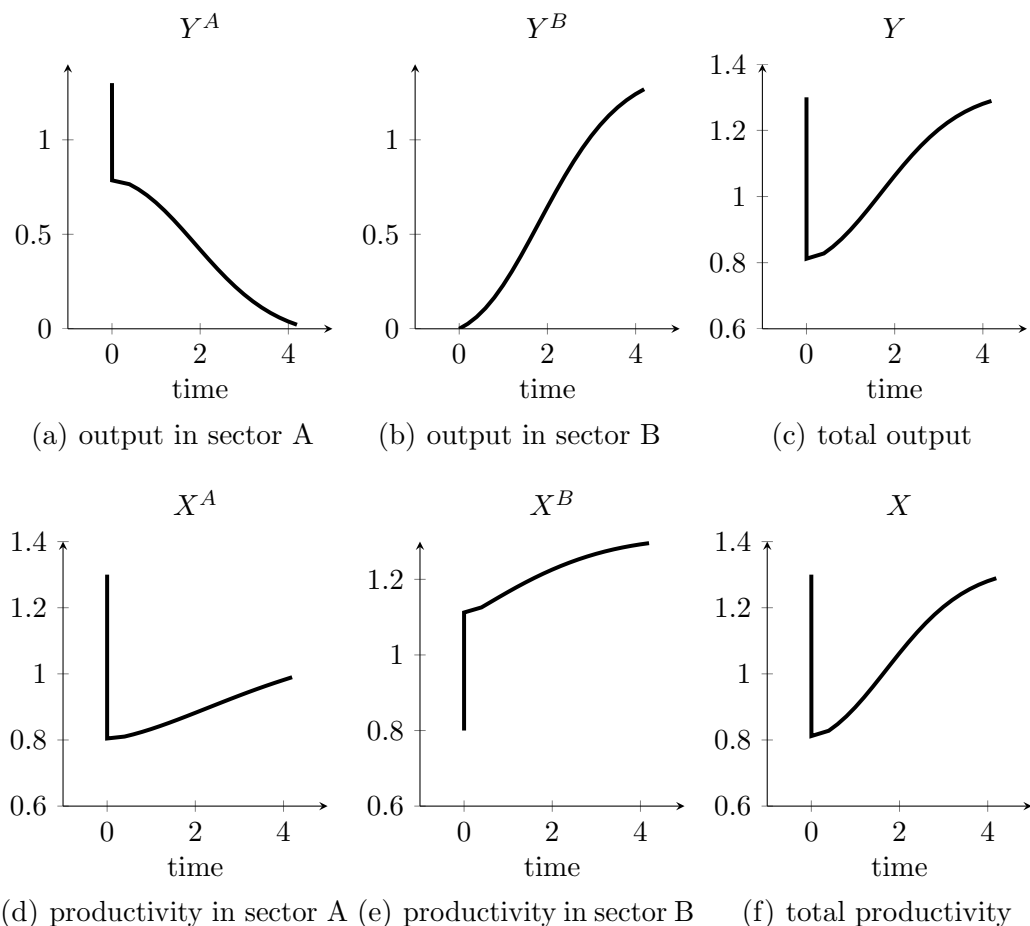 Y^A Y^B Y
1 0.5 0 1 0.5 0 1.4 1.2 1 0.8 0.6
0 2 4 0 2 4 0 2 4
time time time
(a) output in sector A (b) output in sector B (c) total output
X^A X^B X
1.4 1.2 1 0.8 0.6 1.2 1 0.8 0.6 1.4 1.2 1 0.8 0.6
0 2 4 0 2 4 0 2 4
time time time
(d) productivity in sector A (e) productivity in sector B (f) total productivity